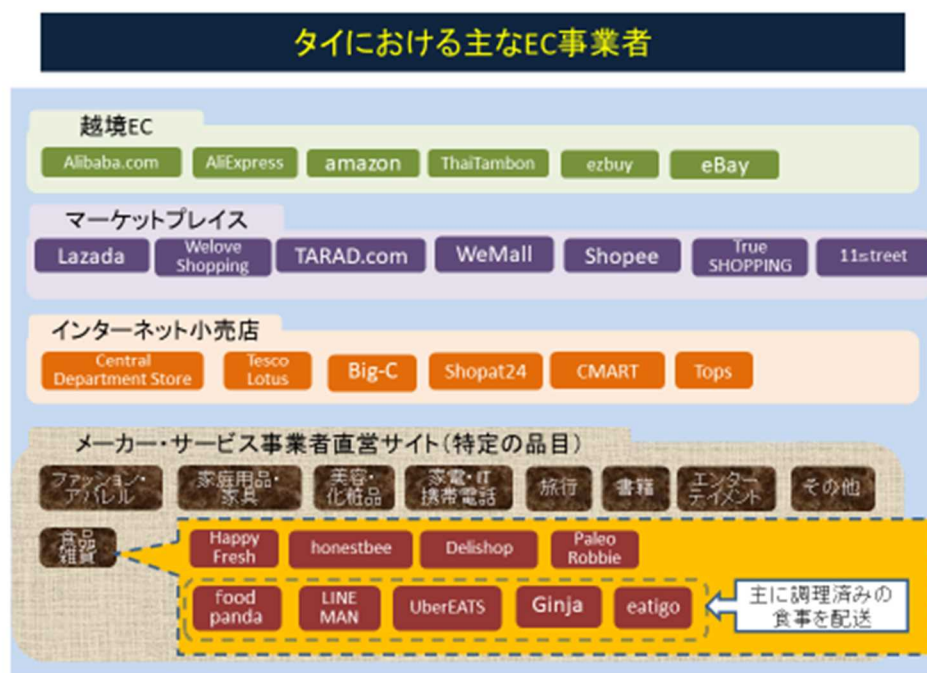 タイにおける主なEC事業者
越境EC
Alibaba.com
AliExpress
amazon
ThaiTambon
ezbuy
eBay
マーケットプレイス
Lazada
Welove
Shopping
TARAD.com
WeMall
Shopee
True
SHOPPING
11street
インターネット小売店
Central
Department Store
Tesco
Lotus
Big-C
Shopat24
CMART
Tops
メーカー・サービス事業者直営サイト(特定の品目)
ファッション・
アパレル
家庭用品・
家具
美容・
化粧品
家電・IT
携帯電話
旅行
書籍
エンター
テイメント
その他
食品
雑貨
Happy
Fresh
honestbee
Delishop
Paleo
Robbie
food
panda
LINE
MAN
UberEATS
Ginja
eatigo
主に調理済みの
食事を配送